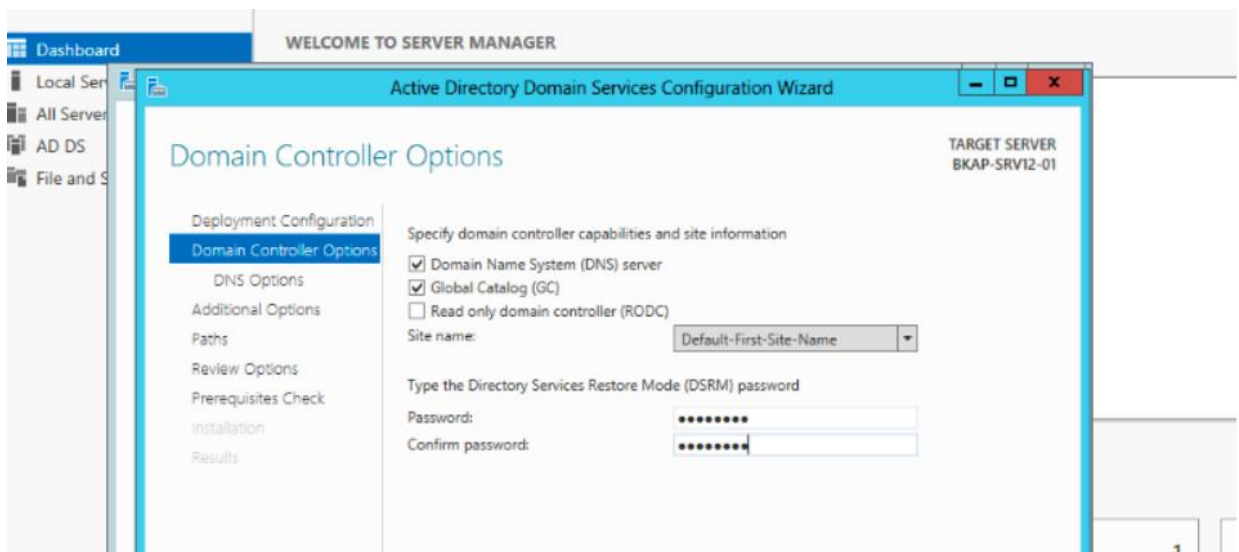 Dashboard
WELCOME TO SERVER MANAGER
Local Ser
All Server
AD DS
File and S
Active Directory Domain Services Configuration Wizard
Domain Controller Options
TARGET SERVER
BKAP-SRV12-01
Deployment Configuration
Domain Controller Options
DNS Options
Additional Options
Paths
Review Options
Prerequisites Check
Installation
Results
Specify domain controller capabilities and site information
Domain Name System (DNS) server
Global Catalog (GC)
Read only domain controller (RODC)
Site name: Default-First-Site-Name
Type the Directory Services Restore Mode (DSRM) password
Password: ••••••••
Confirm password: ••••••••
1